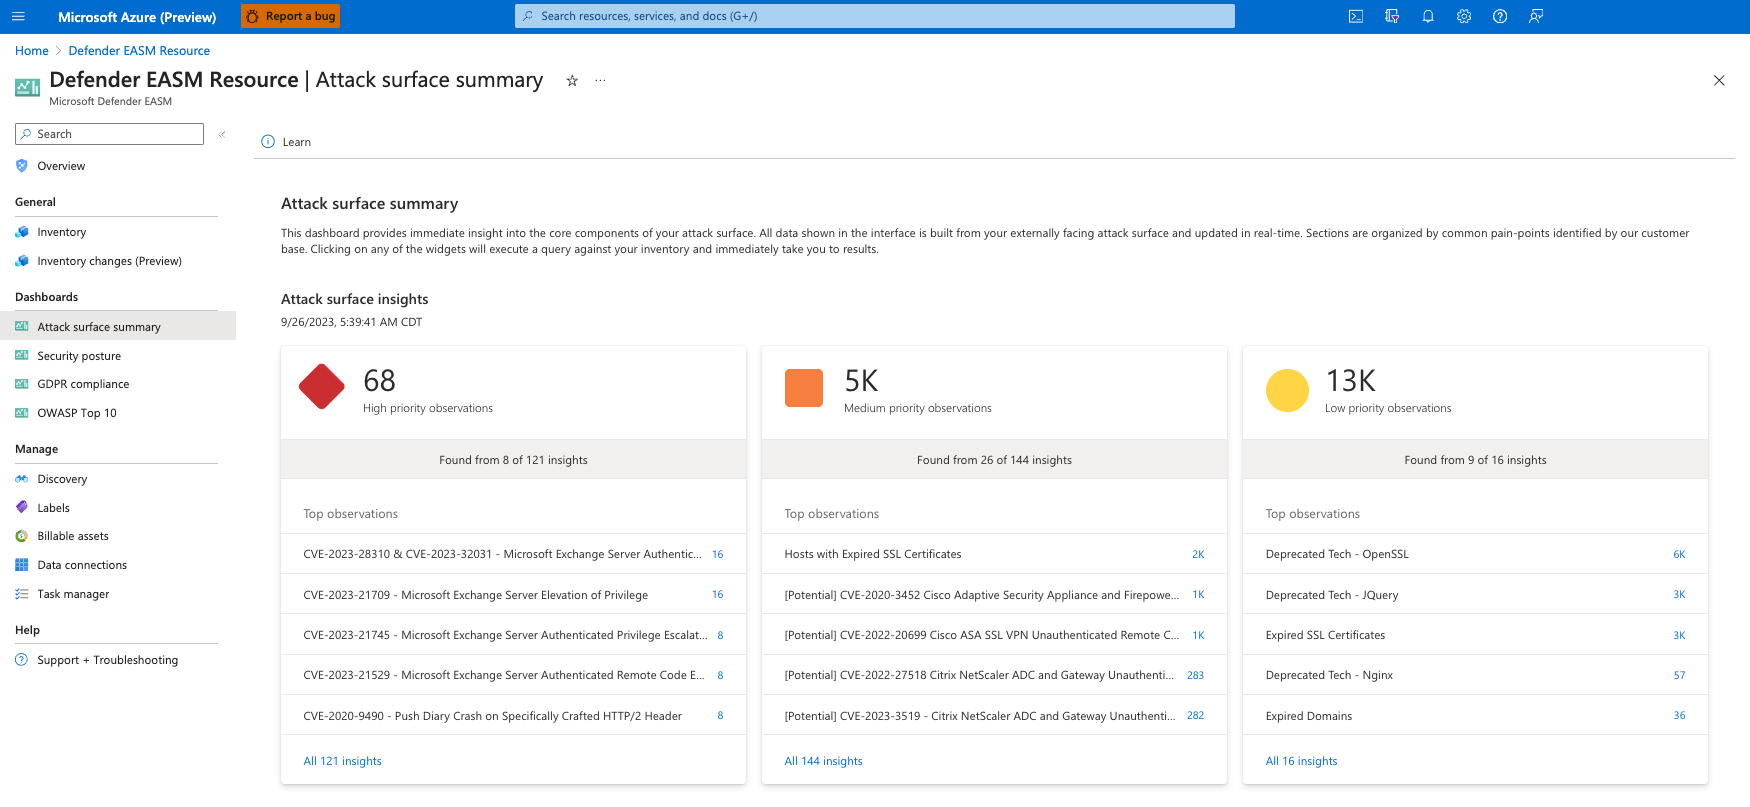 Microsoft Azure (Preview)
Report a bug
Search resources, services, and docs (G+/)
Home > Defender EASM Resource
Defender EASM Resource | Attack surface summary
Microsoft Defender EASM
Search
Overview
General
Inventory
Inventory changes (Preview)
Dashboards
Attack surface summary
Security posture
GDPR compliance
OWASP Top 10
Manage
Discovery
Labels
Billable assets
Data connections
Task manager
Help
Support + Troubleshooting
Learn
Attack surface summary
This dashboard provides immediate insight into the core components of your attack surface. All data shown in the interface is built from your externally facing attack surface and updated in real-time. Sections are organized by common pain-points identified by our customer
base. Clicking on any of the widgets will execute a query against your inventory and immediately take you to results.
Attack surface insights
9/26/2023, 5:39:41 AM CDT
68
High priority observations
Found from 8 of 121 insights
Top observations
CVE-2023-28310 & CVE-2023-32031 - Microsoft Exchange Server Authentic... 16
CVE-2023-21709 - Microsoft Exchange Server Elevation of Privilege 16
CVE-2023-21745 - Microsoft Exchange Server Authenticated Privilege Escalat... 8
CVE-2023-21529 - Microsoft Exchange Server Authenticated Remote Code E... 8
CVE-2020-9490 - Push Diary Crash on Specifically Crafted HTTP/2 Header 8
All 121 insights
5K
Medium priority observations
Found from 26 of 144 insights
Top observations
Hosts with Expired SSL Certificates 2K
[Potential] CVE-2020-3452 Cisco Adaptive Security Appliance and Firepowe... 1K
[Potential] CVE-2022-20699 Cisco ASA SSL VPN Unauthenticated Remote C... 1K
[Potential] CVE-2022-27518 Citrix NetScaler ADC and Gateway Unauthenti... 283
[Potential] CVE-2023-3519 - Citrix NetScaler ADC and Gateway Unauthenti... 282
All 144 insights
13K
Low priority observations
Found from 9 of 16 insights
Top observations
Deprecated Tech - OpenSSL 6K
Deprecated Tech - JQuery 3K
Expired SSL Certificates 3K
Deprecated Tech - Nginx 57
Expired Domains 36
All 16 insights